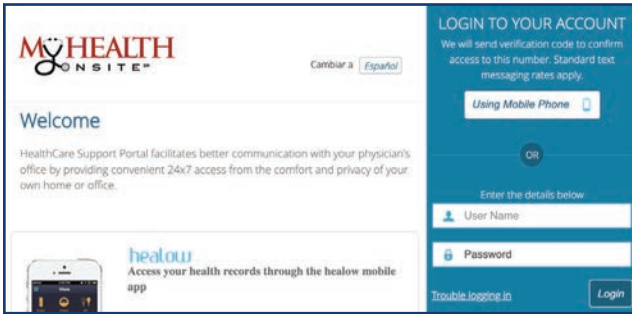 MYHEALTH
ONSITE
Cambiar a Español
Welcome
HealthCare Support Portal facilitates better communication with your physician's
office by providing convenient 24x7 access from the comfort and privacy of your
own home or office.
healow
Access your health records through the healow mobile
app
LOGIN TO YOUR ACCOUNT
We will send verification code to confirm
access to this number. Standard text
messaging rates apply.
Using Mobile Phone
OR
Enter the details below
User Name
Password
Trouble logging in
Login